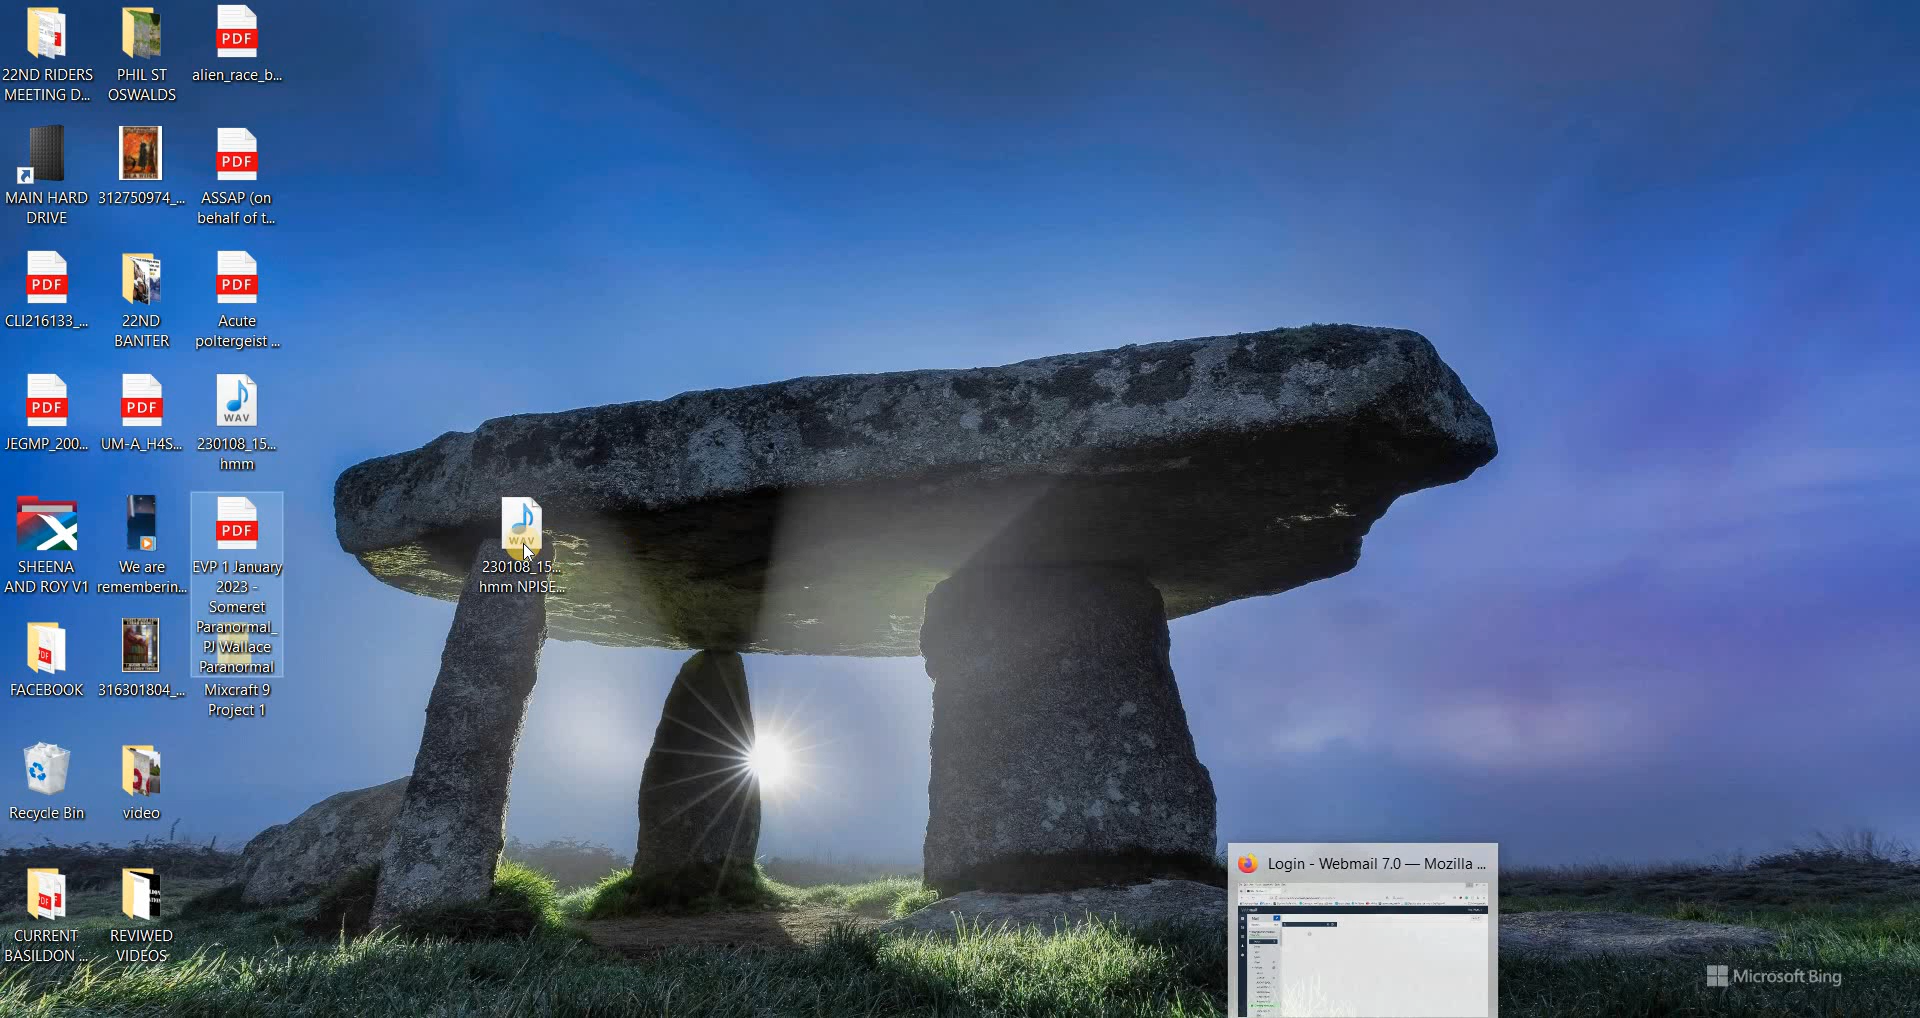 22ND RIDERS
MEETING D...
PHIL ST
OSWALDS
PDF
alien_race_b...
MAIN HARD
DRIVE
312750974_...
PDF
ASSAP (on
behalf of t...
PDF
CLI216133_...
22ND
BANTER
PDF
Acute
poltergeist ...
PDF
JEGMP_200...
PDF
UM-A_H4S...
WAV
230108_15...
hmm
SHEENA
AND ROY V1
We are
rememberin...
PDF
EVP 1 January
2023 -
Someret
Paranormal_
PJ Wallace
Paranormal
WAV
230108_15...
hmm NPISE...
FACEBOOK
316301804_...
Mixcraft 9
Project 1
Recycle Bin
video
CURRENT
BASILDON ...
REVIWED
VIDEOS
Login - Webmail 7.0 — Mozilla ...
Microsoft Bing